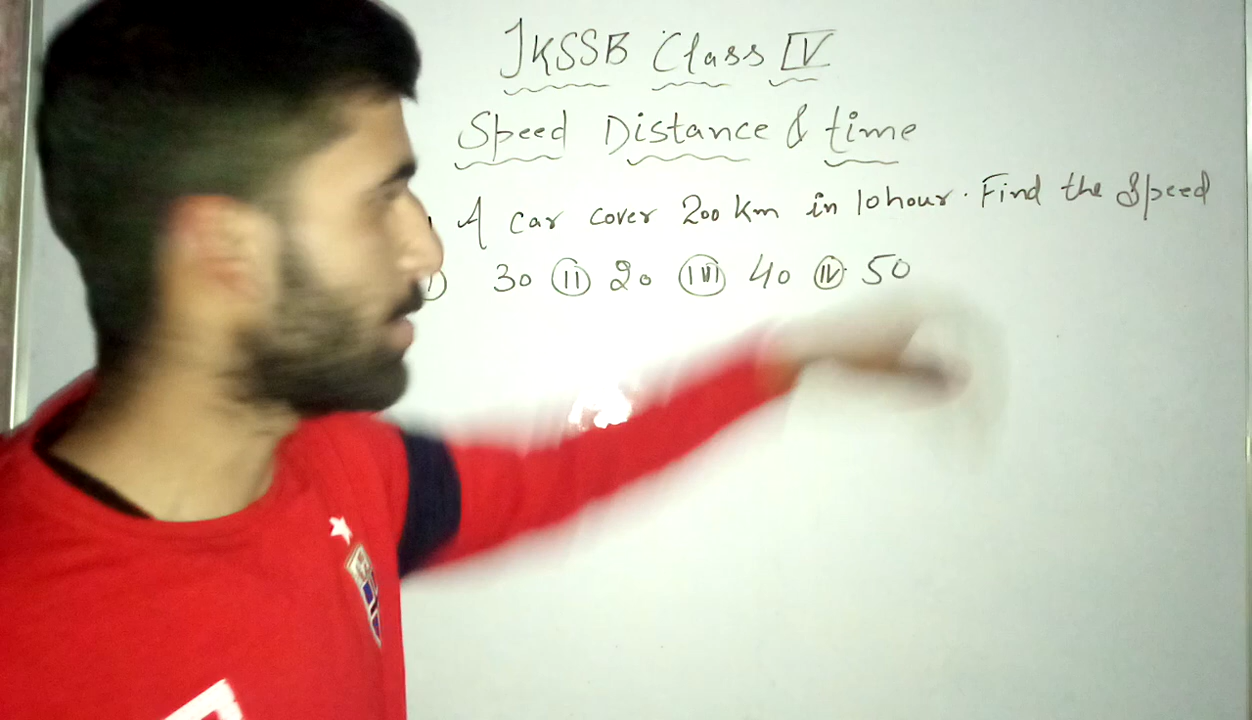 JKSSB Class IV
Speed Distance & time
A car cover 200 km in 10 hour. Find the Speed
I) 30 (II) 20 (III) 40 (IV) 50